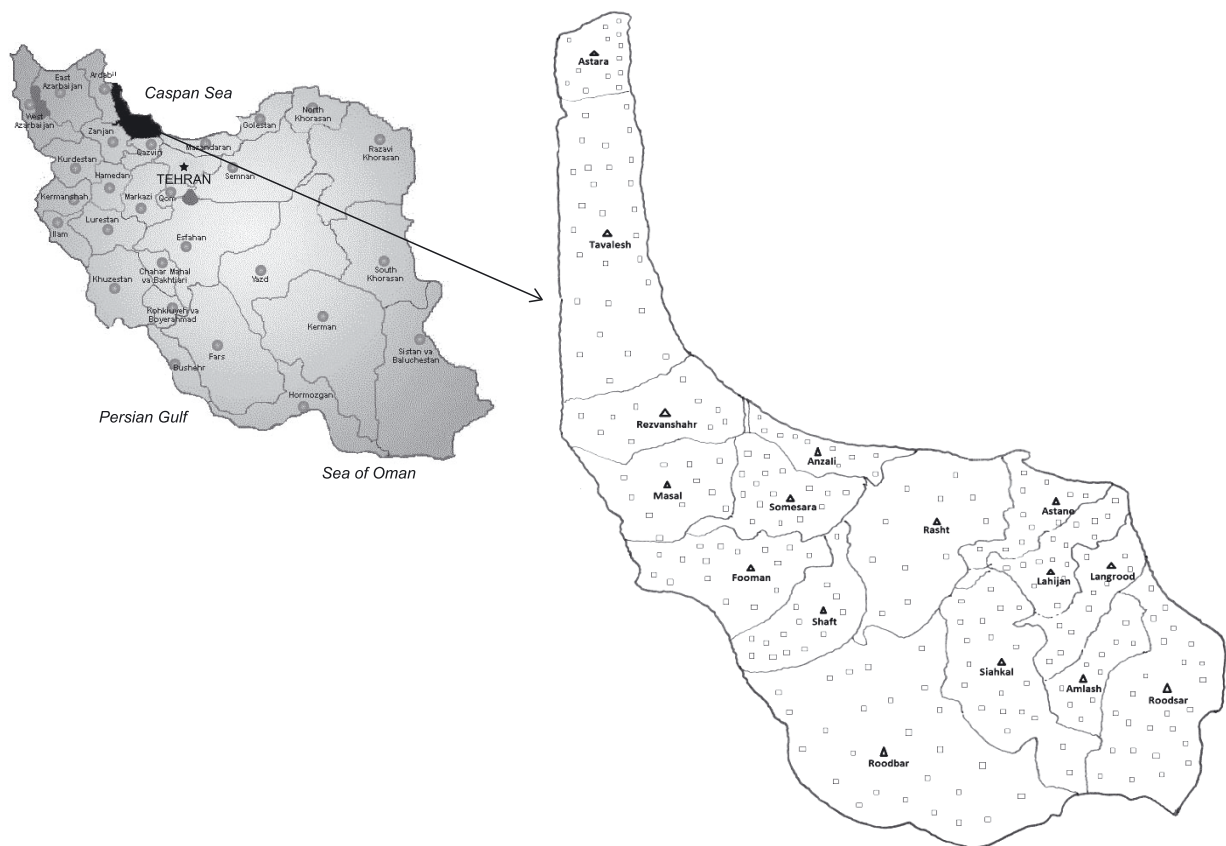 East
Azarbaijan
Ardabil
West
Azarbaijan
Caspan Sea
Zanjan
Qazvin
Mazandaran
Golestan
North
Khorasan
Razavi
Khorasan
Kurdestan
Hamedan
TEHRAN
Semnan
Kermanshah
Markazi
Qom
Ilam
Lurestan
Esfahan
Khuzestan
Chahar Mahal
va Bakhtiari
Yazd
South
Khorasan
Kohkiluyeh va
Boyerahmad
Kerman
Fars
Bushehr
Sistan va
Baluchestan
Hormozgan
Persian Gulf
Sea of Oman
Astara
Tavalesh
Rezvanshahr
Anzali
Masal
Somesara
Rasht
Astane
Fooman
Lahijan
Langrood
Shaft
Siahkal
Amlash
Roodsar
Roodbar